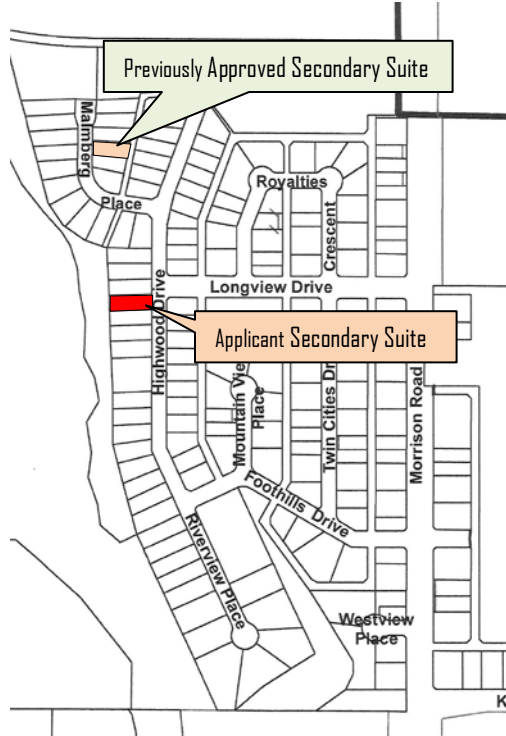 Previously Approved Secondary Suite
Malmberg
Place
Royalties
Crescent
Longview Drive
Highwood Drive
Applicant Secondary Suite
Mountain Vie
Place
Twin Cities Dr
Morrison Road
Foothills Drive
Riverview Place
Westview
Place
K